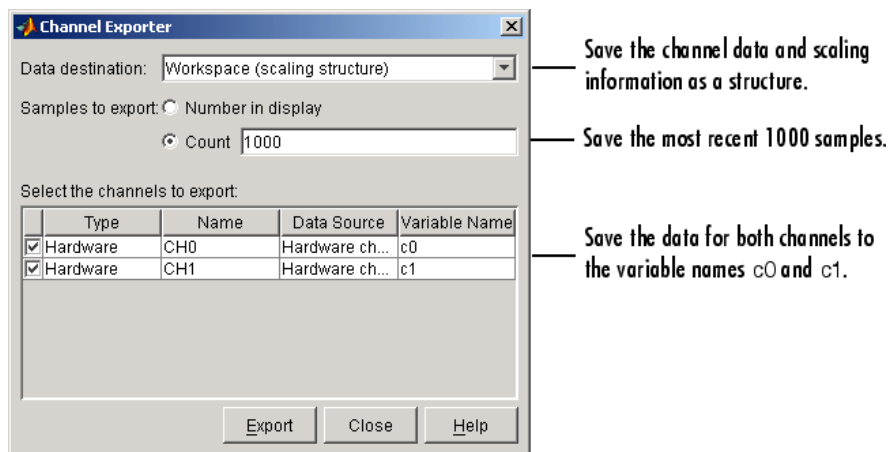 Channel Exporter
Data destination: Workspace (scaling structure)
Samples to export: Number in display
Count 1000
Select the channels to export:
Type Name Data Source Variable Name
Hardware CH0 Hardware ch... c0
Hardware CH1 Hardware ch... c1
Export Close Help
Save the channel data and scaling
information as a structure.
Save the most recent 1000 samples.
Save the data for both channels to
the variable names c0 and c1.